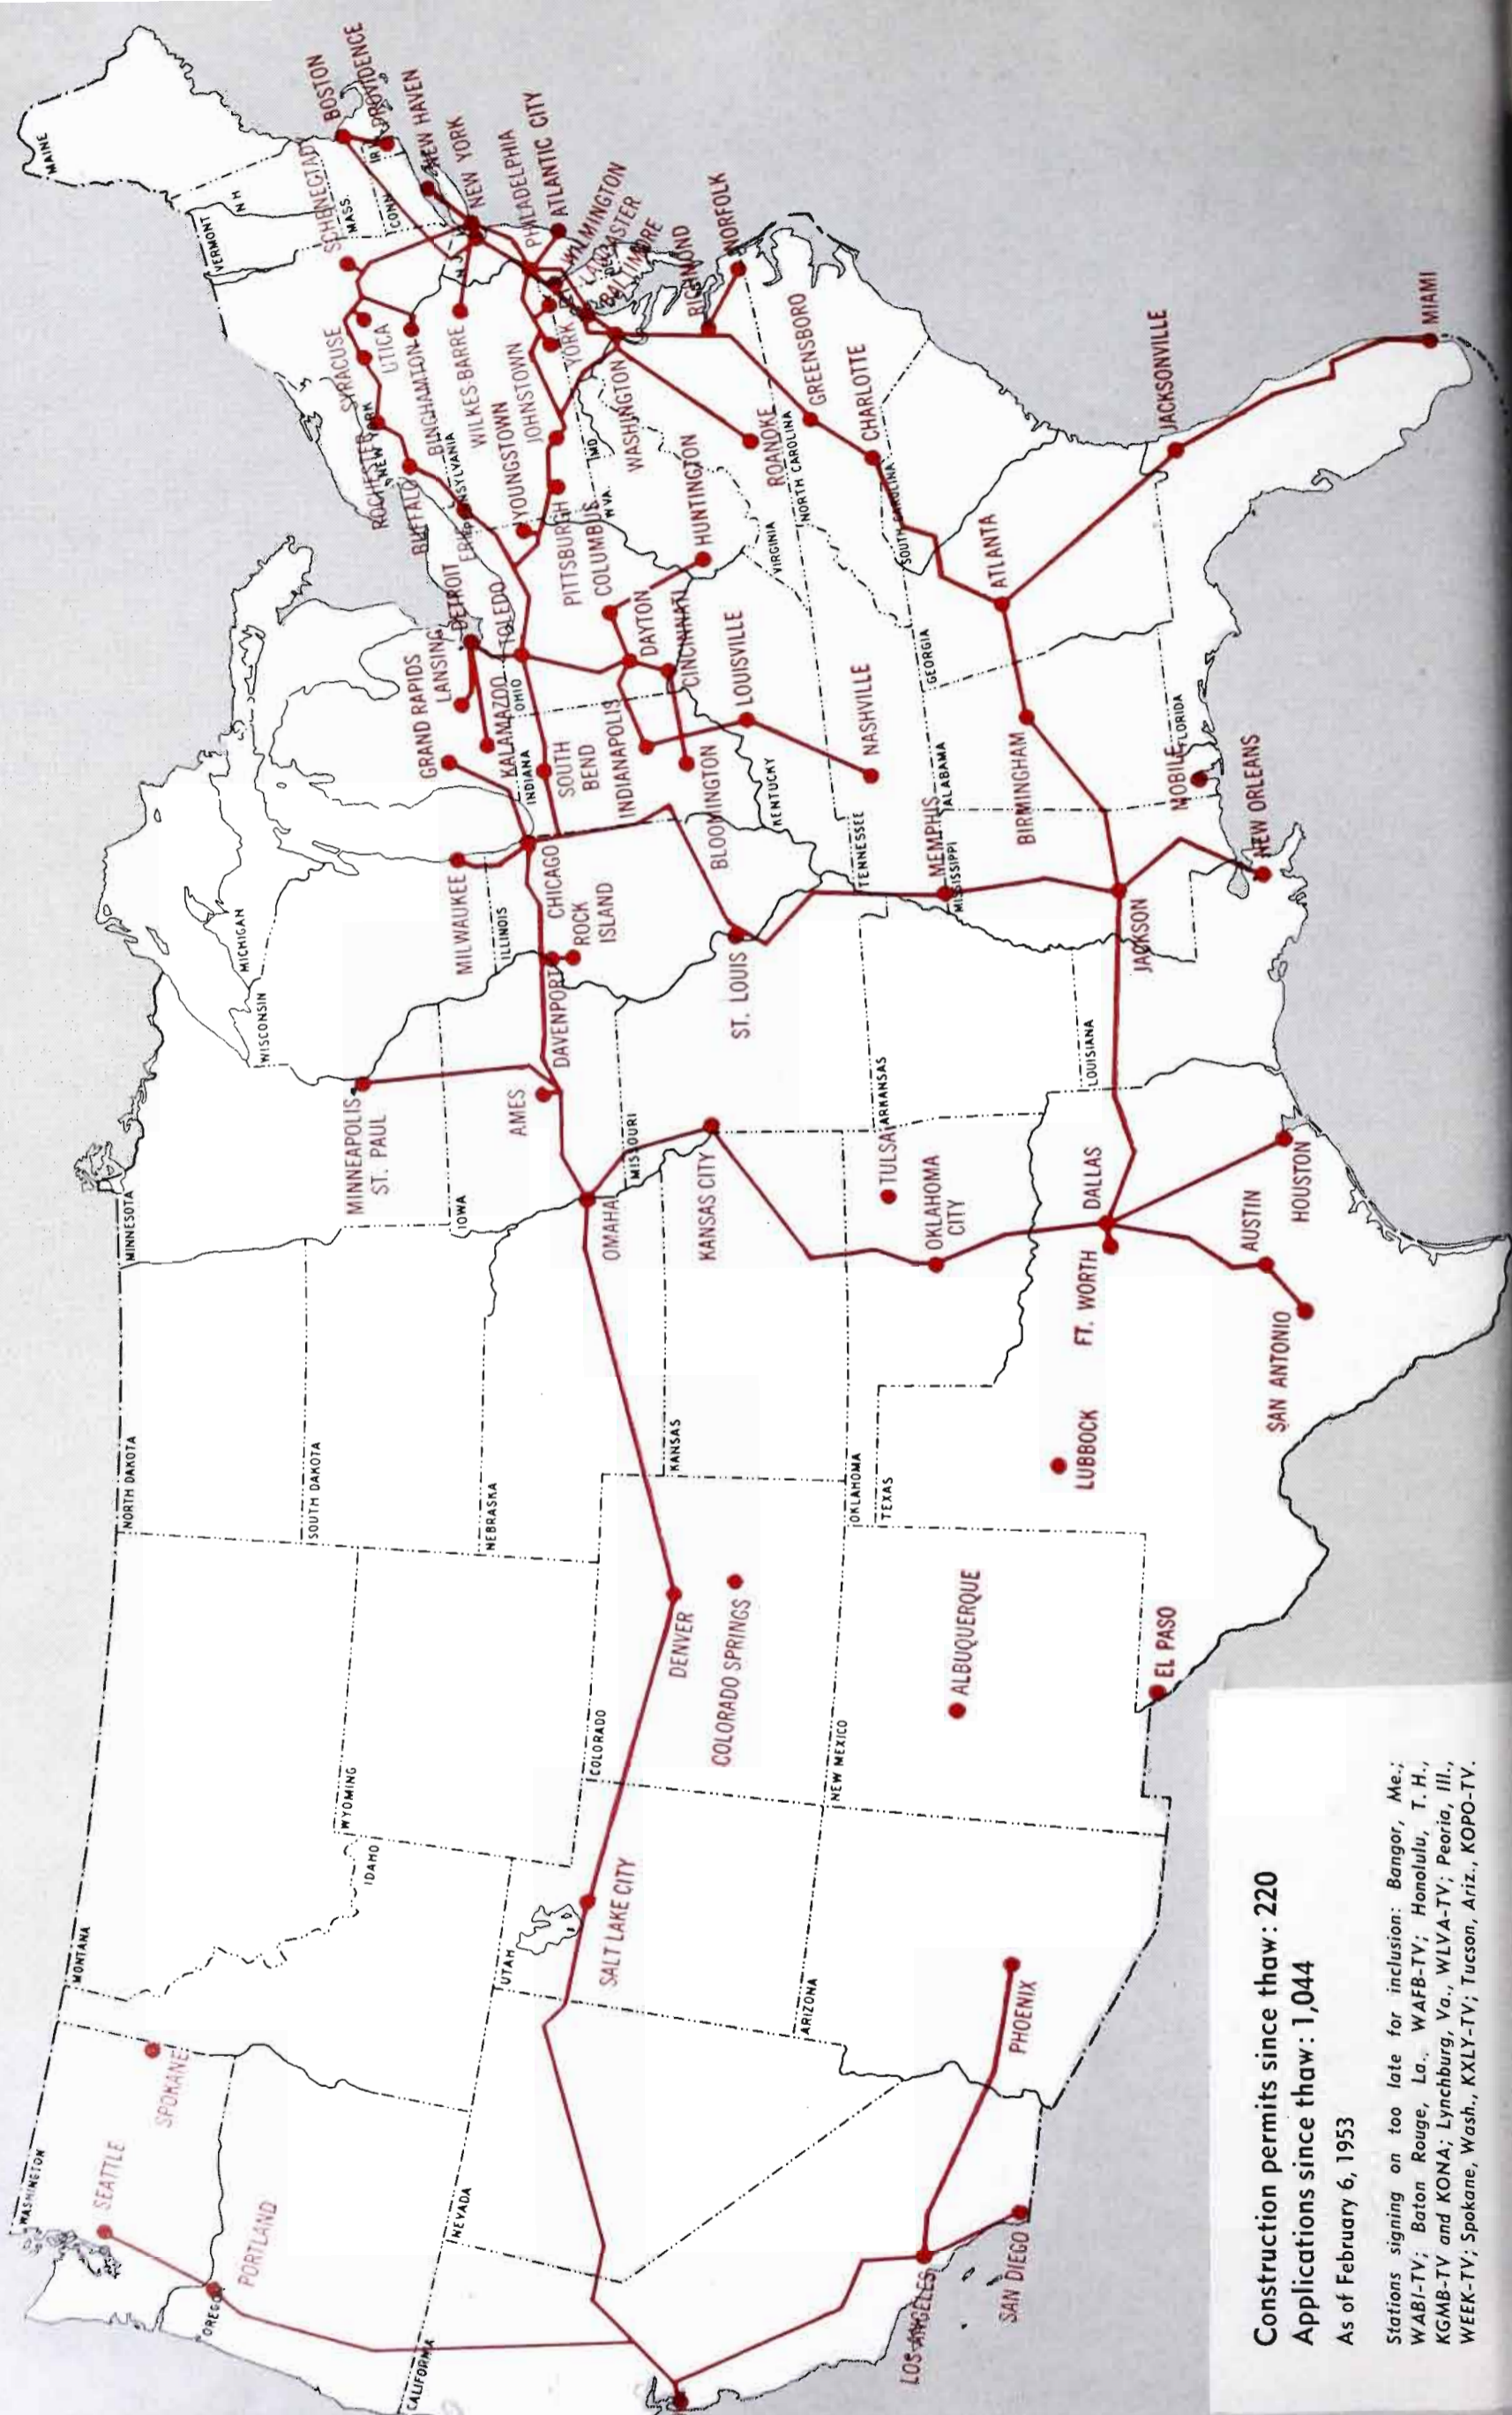 WASHINGTON
SEATTLE
SPOKANE
PORTLAND
OREGON
MONTANA
IDAHO
WYOMING
NORTH DAKOTA
SOUTH DAKOTA
NEBRASKA
MINNESOTA
MINNEAPOLIS
ST. PAUL
IOWA
AMES
WISCONSIN
MICHIGAN
MILWAUKEE
ILLINOIS
CHICAGO
ROCK
ISLAND
DAVENPORT
GRAND RAPIDS
LANSING
KALAMAZOO
DETROIT
TOLEDO
OHIO
INDIANA
SOUTH
BEND
MAINE
VERMONT
N H
MASS.
CONN
R I
BOSTON
PROVIDENCE
NEW HAVEN
NEW YORK
SCHENECTADY
UTICA
SYRACUSE
ROCHESTER
NEW YORK
BUFFALO
BINGHAMTON
ERIE
PENNSYLVANIA
WILKES-BARRE
N J
PHILADELPHIA
ATLANTIC CITY
WILMINGTON
LANCASTER
BALTIMORE
YORK
JOHNSTOWN
YOUNGSTOWN
PITTSBURGH
MD.
W VA.
WASHINGTON
RICHMOND
NORFOLK
ROANOKE
COLUMBUS
DAYTON
HUNTINGTON
CINCINNATI
INDIANAPOLIS
BLOOMINGTON
LOUISVILLE
KENTUCKY
VIRGINIA
NORTH CAROLINA
GREENSBORO
CHARLOTTE
SOUTH CAROLINA
CALIFORNIA
NEVADA
UTAH
SALT LAKE CITY
COLORADO
DENVER
COLORADO SPRINGS
KANSAS
OMAHA
KANSAS CITY
MISSOURI
ST. LOUIS
NASHVILLE
TENNESSEE
MEMPHIS
MISSISSIPPI
ALABAMA
GEORGIA
ATLANTA
BIRMINGHAM
ARIZONA
NEW MEXICO
ALBUQUERQUE
OKLAHOMA
TEXAS
TULSA
ARKANSAS
OKLAHOMA
CITY
LOS ANGELES
SAN DIEGO
PHOENIX
EL PASO
LUBBOCK
FT. WORTH
DALLAS
LOUISIANA
JACKSON
MOBILE
FLORIDA
JACKSONVILLE
NEW ORLEANS
AUSTIN
HOUSTON
SAN ANTONIO
MIAMI
Construction permits since thaw: 220
Applications since thaw: 1,044
As of February 6, 1953
Stations signing on too late for inclusion: Bangor, Me.;
WABI-TV; Baton Rouge, La., WAFB-TV; Honolulu, T. H.,
KGMB-TV and KONA; Lynchburg, Va., WLVA-TV; Peoria, Ill.,
WEEK-TV; Spokane, Wash., KXLY-TV; Tucson, Ariz., KOPO-TV.